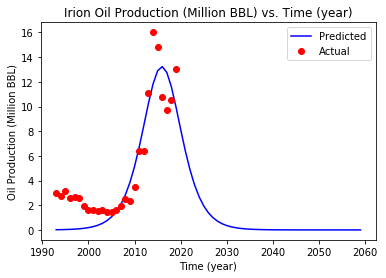 Irion Oil Production (Million BBL) vs. Time (year)
Predicted
Actual
Oil Production (Million BBL)
16
14
12
10
8
6
4
2
0
1990 2000 2010 2020 2030 2040 2050 2060
Time (year)